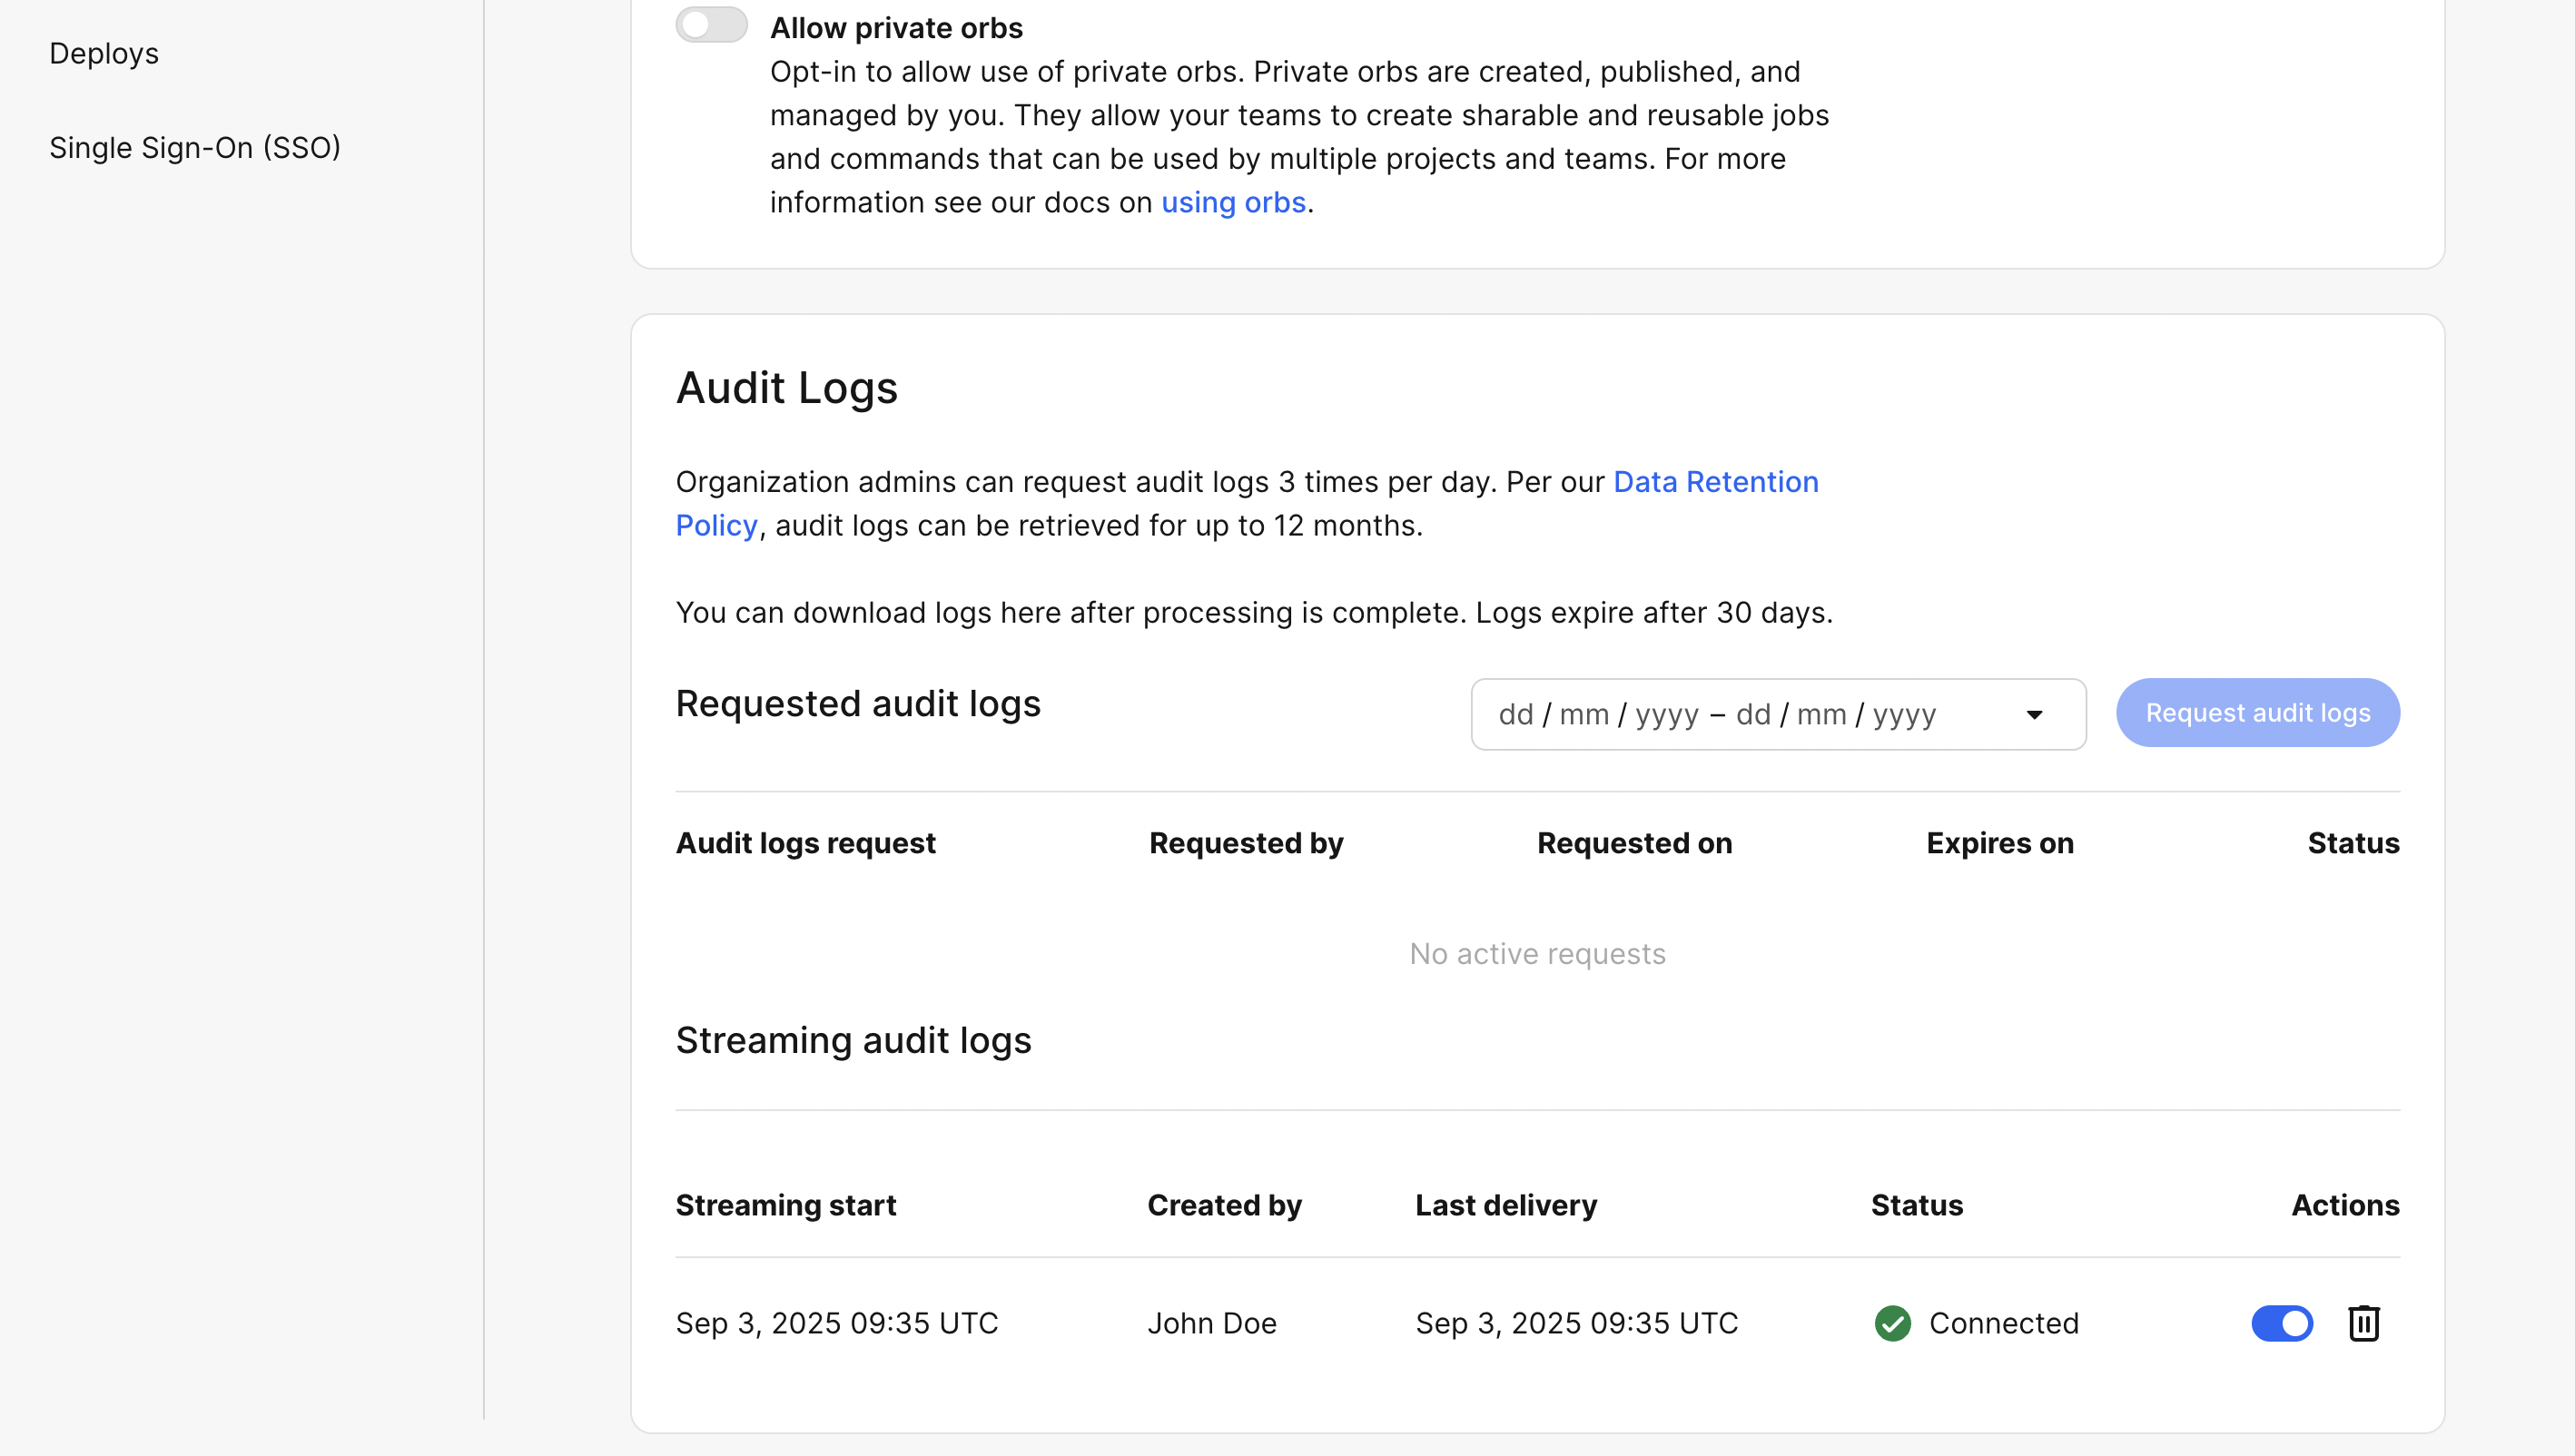 Deploys
Single Sign-On (SSO)
Allow private orbs
Opt-in to allow use of private orbs. Private orbs are created, published, and
managed by you. They allow your teams to create sharable and reusable jobs
and commands that can be used by multiple projects and teams. For more
information see our docs on using orbs.
Audit Logs
Organization admins can request audit logs 3 times per day. Per our Data Retention
Policy, audit logs can be retrieved for up to 12 months.
You can download logs here after processing is complete. Logs expire after 30 days.
Requested audit logs
dd / mm / yyyy – dd / mm / yyyy
Request audit logs
Audit logs request Requested by Requested on Expires on Status
No active requests
Streaming audit logs
Streaming start Created by Last delivery Status Actions
Sep 3, 2025 09:35 UTC John Doe Sep 3, 2025 09:35 UTC Connected